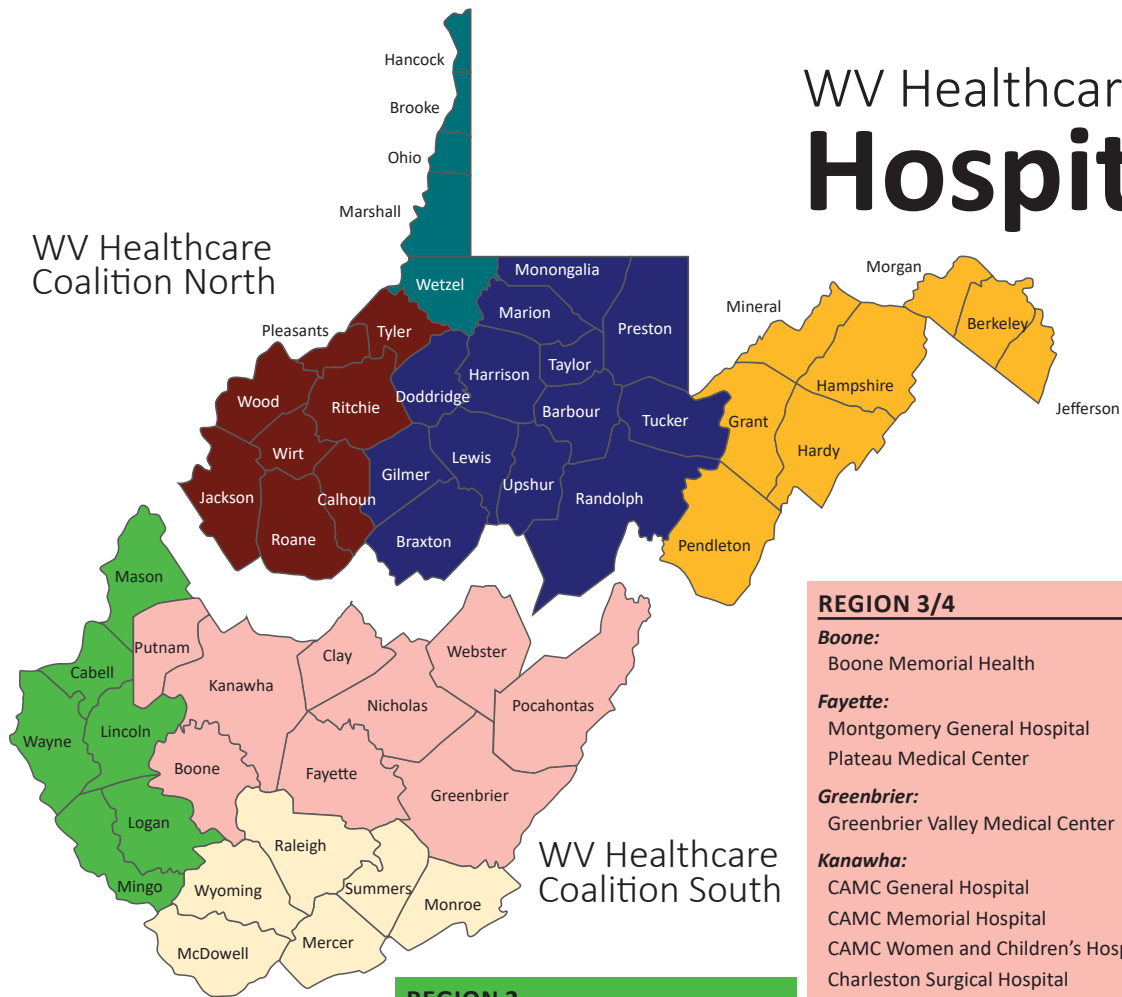 WV Healthcar
Hospit
WV Healthcare
Coalition North
Hancock
Brooke
Ohio
Marshall
Wetzel
Monongalia
Marion
Preston
Pleasants
Tyler
Doddridge
Harrison
Taylor
Wood
Ritchie
Barbour
Tucker
Wirt
Gilmer
Lewis
Upshur
Randolph
Jackson
Calhoun
Roane
Braxton
Morgan
Mineral
Berkeley
Hampshire
Jefferson
Grant
Hardy
Pendleton
Mason
Putnam
Cabell
Kanawha
Clay
Webster
Nicholas
Pocahontas
Wayne
Lincoln
Boone
Fayette
Greenbrier
Logan
Raleigh
Mingo
Wyoming
Summers
Monroe
McDowell
Mercer
WV Healthcare
Coalition South
REGION 3/4
Boone:
Boone Memorial Health
Fayette:
Montgomery General Hospital
Plateau Medical Center
Greenbrier:
Greenbrier Valley Medical Center
Kanawha:
CAMC General Hospital
CAMC Memorial Hospital
CAMC Women and Children’s Hosp
Charleston Surgical Hospital